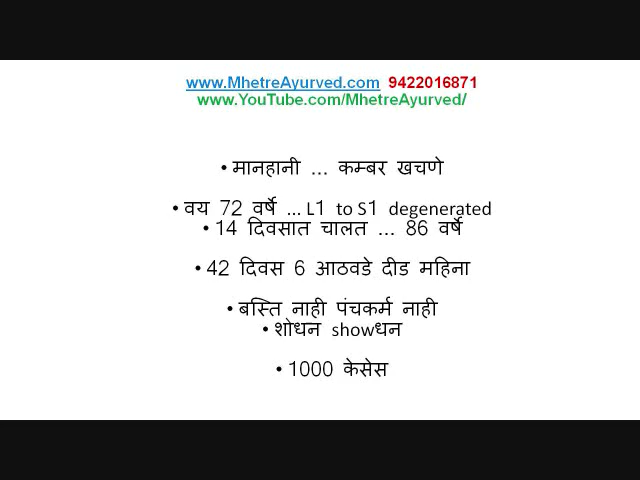 www.MhetreAyurved.com 9422016871
www.YouTube.com/MhetreAyurved/
• मानहानी ... कम्बर खचणे
• वय 72 वर्षे ... L1 to S1 degenerated
• 14 दिवसात चालत ... 86 वर्षे
• 42 दिवस 6 आठवडे दीड महिना
• बस्ति नाही पंचकर्म नाही
• शोधन showधन
• 1000 केसेस